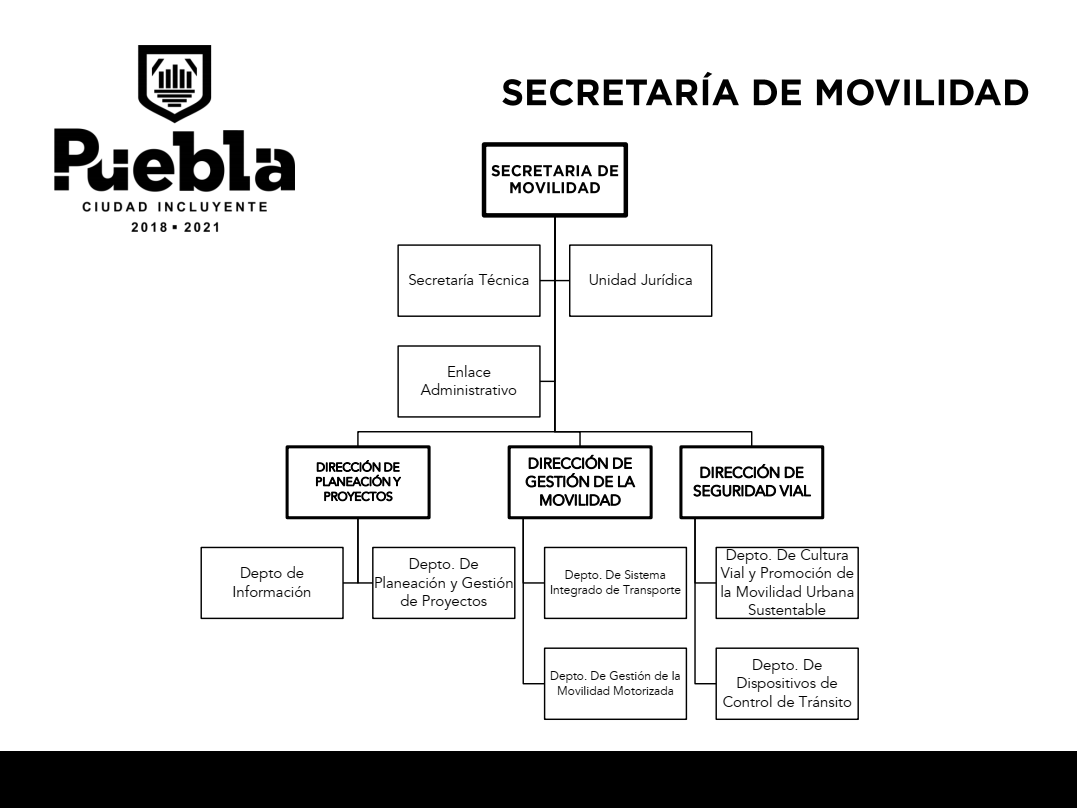 SECRETARÍA DE MOVILIDAD
Puebla
CIUDAD INCLUYENTE
2018 ▪ 2021
SECRETARIA DE
MOVILIDAD
Secretaría Técnica
Unidad Jurídica
Enlace
Administrativo
DIRECCIÓN DE
PLANEACIÓN Y
PROYECTOS
DIRECCIÓN DE
GESTIÓN DE LA
MOVILIDAD
DIRECCIÓN DE
SEGURIDAD VIAL
Depto de
Información
Depto. De
Planeación y Gestión
de Proyectos
Depto. De Sistema
Integrado de Transporte
Depto. De Cultura
Vial y Promoción de
la Movilidad Urbana
Sustentable
Depto. De Gestión de la
Movilidad Motorizada
Depto. De
Dispositivos de
Control de Tránsito